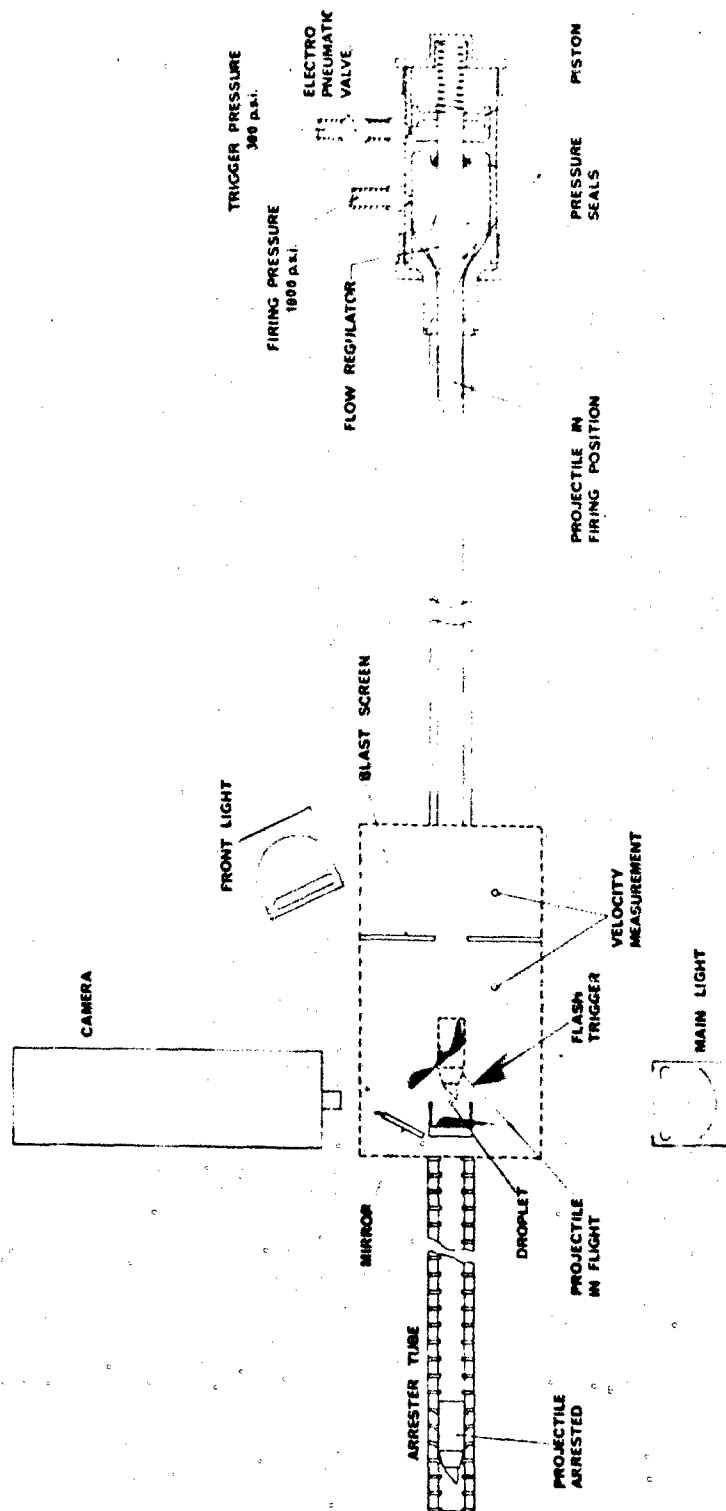 CAMERA
FRONT LIGHT
TRIGGER PRESSURE
300 p.s.i.
FIRING PRESSURE
1000 p.s.i.
ELECTRO
PNEUMATIC
VALVE
FLOW REGULATOR
MIRROR
BLAST SCREEN
ARRESTER TUBE
DROPLET
PROJECTILE
ARRESTED
PROJECTILE
IN FLIGHT
FLASH
TRIGGER
VELOCITY
MEASUREMENT
PROJECTILE IN
FIRING POSITION
PRESSURE
SEALS
PISTON
MAIN LIGHT